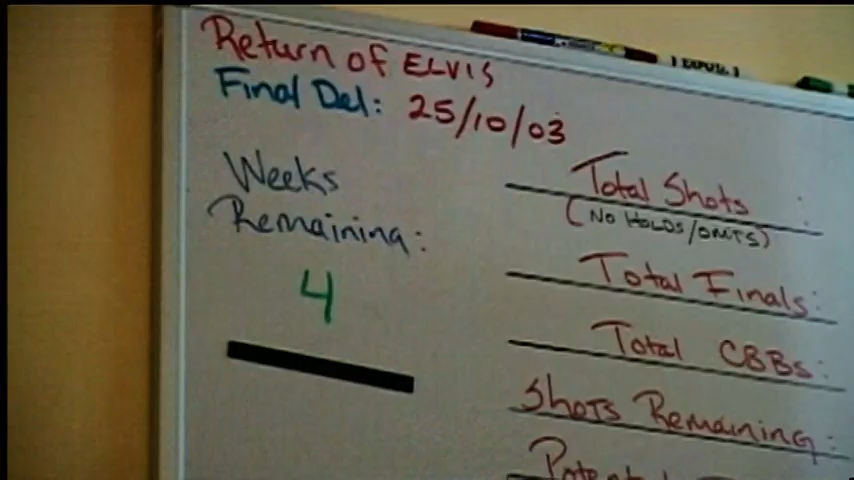 Return of ELVIS
Final Del: 25/10/03
Weeks
Remaining:
4
Total Shots :
(NO HOLDS/OMITS)
Total Finals:
Total CBBs:
Shots Remaining: